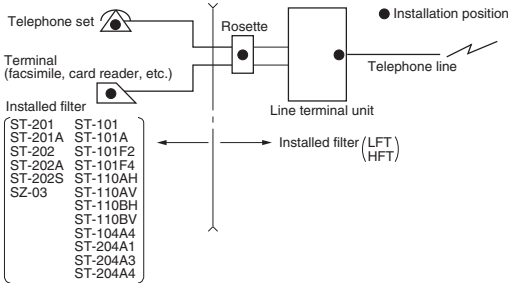 Telephone set
Rosette
Installation position
Terminal
(facsimile, card reader, etc.)
Telephone line
Line terminal unit
Installed filter
ST-201 ST-101
ST-201A ST-101A
ST-202 ST-101F2
ST-202A ST-101F4
ST-202S ST-110AH
SZ-03 ST-110AV
ST-110BH
ST-110BV
ST-104A4
ST-204A1
ST-204A3
ST-204A4
Installed filter (LFT
HFT)